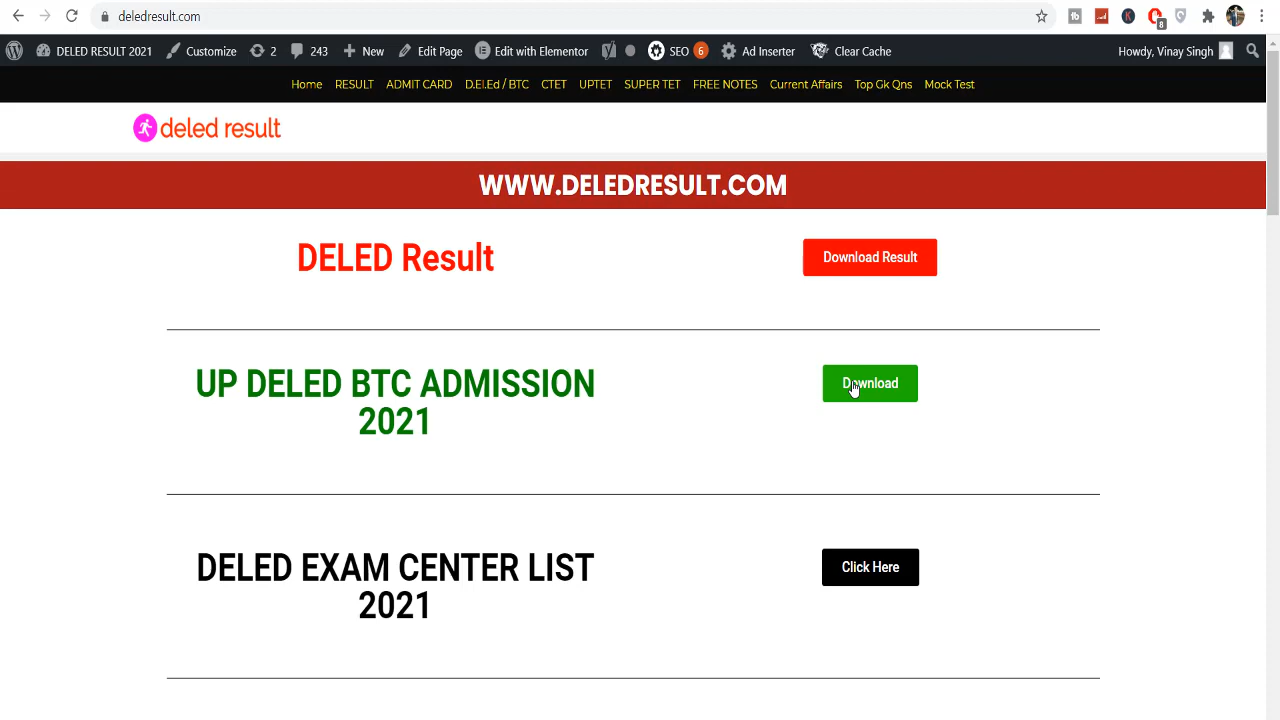 deledresult.com
8
DELED RESULT 2021 Customize 2 243 New Edit Page Edit with Elementor SEO 6 Ad Inserter Clear Cache Howdy, Vinay Singh
Home RESULT ADMIT CARD D.El.Ed / BTC CTET UPTET SUPER TET FREE NOTES Current Affairs Top Gk Qns Mock Test
deled result
WWW.DELEDRESULT.COM
DELED Result
Download Result
UP DELED BTC ADMISSION
2021
Download
DELED EXAM CENTER LIST
2021
Click Here